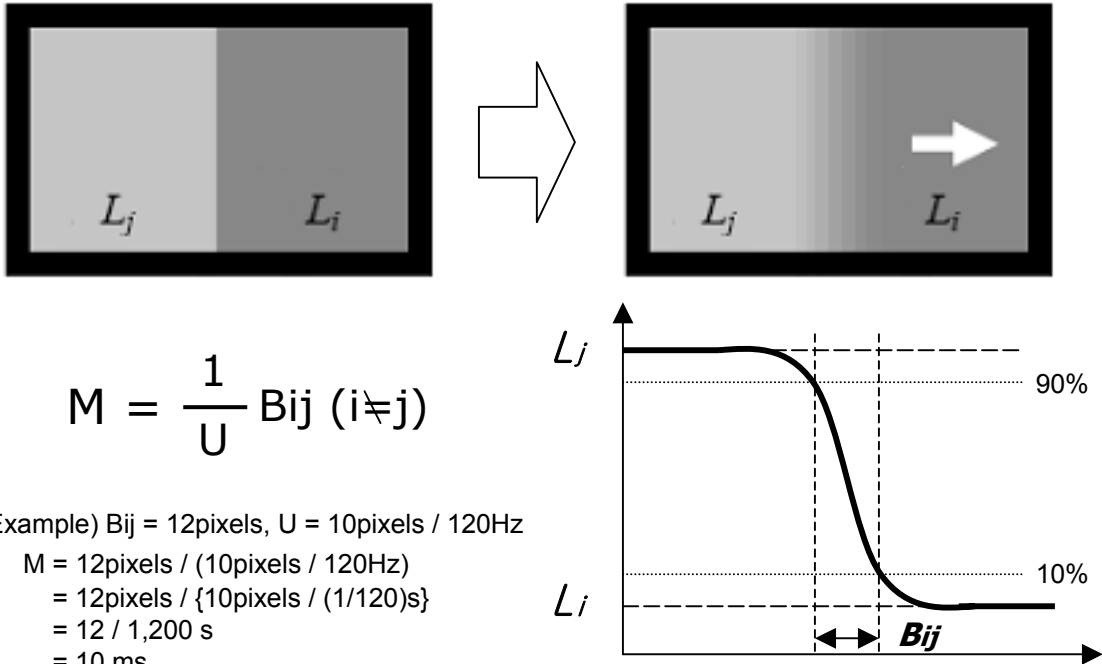 Lj Li
Lj Li
M = 1/U Bij (i≒j)
Lj
90%
Example) Bij = 12pixels, U = 10pixels / 120Hz
M = 12pixels / (10pixels / 120Hz)
= 12pixels / {10pixels / (1/120)s}
= 12 / 1,200 s
= 10 ms
10%
Li
Bij